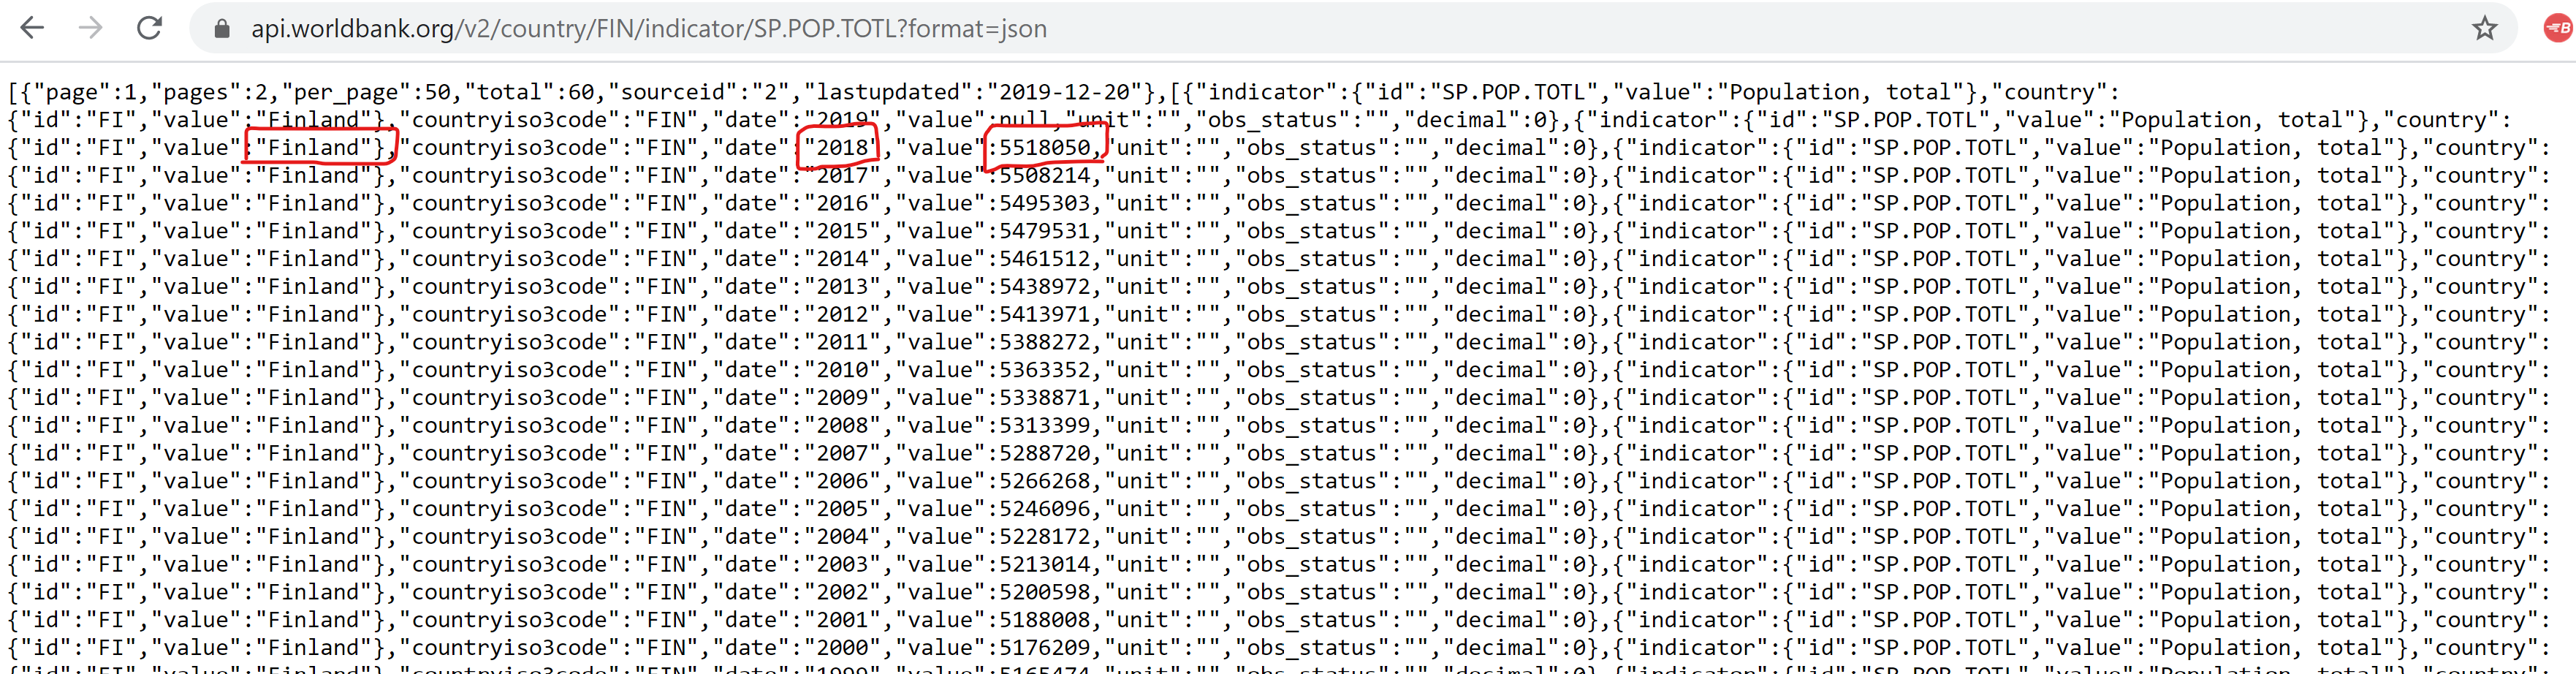 api.worldbank.org/v2/country/FIN/indicator/SP.POP.TOTL?format=json
[{"page":1,"pages":2,"per_page":50,"total":60,"sourceid":"2","lastupdated":"2019-12-20"},[{"indicator":{"id":"SP.POP.TOTL","value":"Population, total"},"country":
{"id":"FI","value":"Finland"},"countryiso3code":"FIN","date":"2019","value":null,"unit":"","obs_status":"","decimal":0},{"indicator":{"id":"SP.POP.TOTL","value":"Population, total"},"country":
{"id":"FI","value":"Finland"},"countryiso3code":"FIN","date":"2018","value":5518050,"unit":"","obs_status":"","decimal":0},{"indicator":{"id":"SP.POP.TOTL","value":"Population, total"},"country":
{"id":"FI","value":"Finland"},"countryiso3code":"FIN","date":"2017","value":5508214,"unit":"","obs_status":"","decimal":0},{"indicator":{"id":"SP.POP.TOTL","value":"Population, total"},"country":
{"id":"FI","value":"Finland"},"countryiso3code":"FIN","date":"2016","value":5495303,"unit":"","obs_status":"","decimal":0},{"indicator":{"id":"SP.POP.TOTL","value":"Population, total"},"country":
{"id":"FI","value":"Finland"},"countryiso3code":"FIN","date":"2015","value":5479531,"unit":"","obs_status":"","decimal":0},{"indicator":{"id":"SP.POP.TOTL","value":"Population, total"},"country":
{"id":"FI","value":"Finland"},"countryiso3code":"FIN","date":"2014","value":5461512,"unit":"","obs_status":"","decimal":0},{"indicator":{"id":"SP.POP.TOTL","value":"Population, total"},"country":
{"id":"FI","value":"Finland"},"countryiso3code":"FIN","date":"2013","value":5438972,"unit":"","obs_status":"","decimal":0},{"indicator":{"id":"SP.POP.TOTL","value":"Population, total"},"country":
{"id":"FI","value":"Finland"},"countryiso3code":"FIN","date":"2012","value":5413971,"unit":"","obs_status":"","decimal":0},{"indicator":{"id":"SP.POP.TOTL","value":"Population, total"},"country":
{"id":"FI","value":"Finland"},"countryiso3code":"FIN","date":"2011","value":5388272,"unit":"","obs_status":"","decimal":0},{"indicator":{"id":"SP.POP.TOTL","value":"Population, total"},"country":
{"id":"FI","value":"Finland"},"countryiso3code":"FIN","date":"2010","value":5363352,"unit":"","obs_status":"","decimal":0},{"indicator":{"id":"SP.POP.TOTL","value":"Population, total"},"country":
{"id":"FI","value":"Finland"},"countryiso3code":"FIN","date":"2009","value":5338871,"unit":"","obs_status":"","decimal":0},{"indicator":{"id":"SP.POP.TOTL","value":"Population, total"},"country":
{"id":"FI","value":"Finland"},"countryiso3code":"FIN","date":"2008","value":5313399,"unit":"","obs_status":"","decimal":0},{"indicator":{"id":"SP.POP.TOTL","value":"Population, total"},"country":
{"id":"FI","value":"Finland"},"countryiso3code":"FIN","date":"2007","value":5288720,"unit":"","obs_status":"","decimal":0},{"indicator":{"id":"SP.POP.TOTL","value":"Population, total"},"country":
{"id":"FI","value":"Finland"},"countryiso3code":"FIN","date":"2006","value":5266268,"unit":"","obs_status":"","decimal":0},{"indicator":{"id":"SP.POP.TOTL","value":"Population, total"},"country":
{"id":"FI","value":"Finland"},"countryiso3code":"FIN","date":"2005","value":5246096,"unit":"","obs_status":"","decimal":0},{"indicator":{"id":"SP.POP.TOTL","value":"Population, total"},"country":
{"id":"FI","value":"Finland"},"countryiso3code":"FIN","date":"2004","value":5228172,"unit":"","obs_status":"","decimal":0},{"indicator":{"id":"SP.POP.TOTL","value":"Population, total"},"country":
{"id":"FI","value":"Finland"},"countryiso3code":"FIN","date":"2003","value":5213014,"unit":"","obs_status":"","decimal":0},{"indicator":{"id":"SP.POP.TOTL","value":"Population, total"},"country":
{"id":"FI","value":"Finland"},"countryiso3code":"FIN","date":"2002","value":5200598,"unit":"","obs_status":"","decimal":0},{"indicator":{"id":"SP.POP.TOTL","value":"Population, total"},"country":
{"id":"FI","value":"Finland"},"countryiso3code":"FIN","date":"2001","value":5188008,"unit":"","obs_status":"","decimal":0},{"indicator":{"id":"SP.POP.TOTL","value":"Population, total"},"country":
{"id":"FI","value":"Finland"},"countryiso3code":"FIN","date":"2000","value":5176209,"unit":"","obs_status":"","decimal":0},{"indicator":{"id":"SP.POP.TOTL","value":"Population, total"},"country":
{"id":"FI","value":"Finland"},"countryiso3code":"FIN","date":"1999","value":5165474,"unit":"","obs_status":"","decimal":0},{"indicator":{"id":"SP.POP.TOTL","value":"Population, total"},"country":